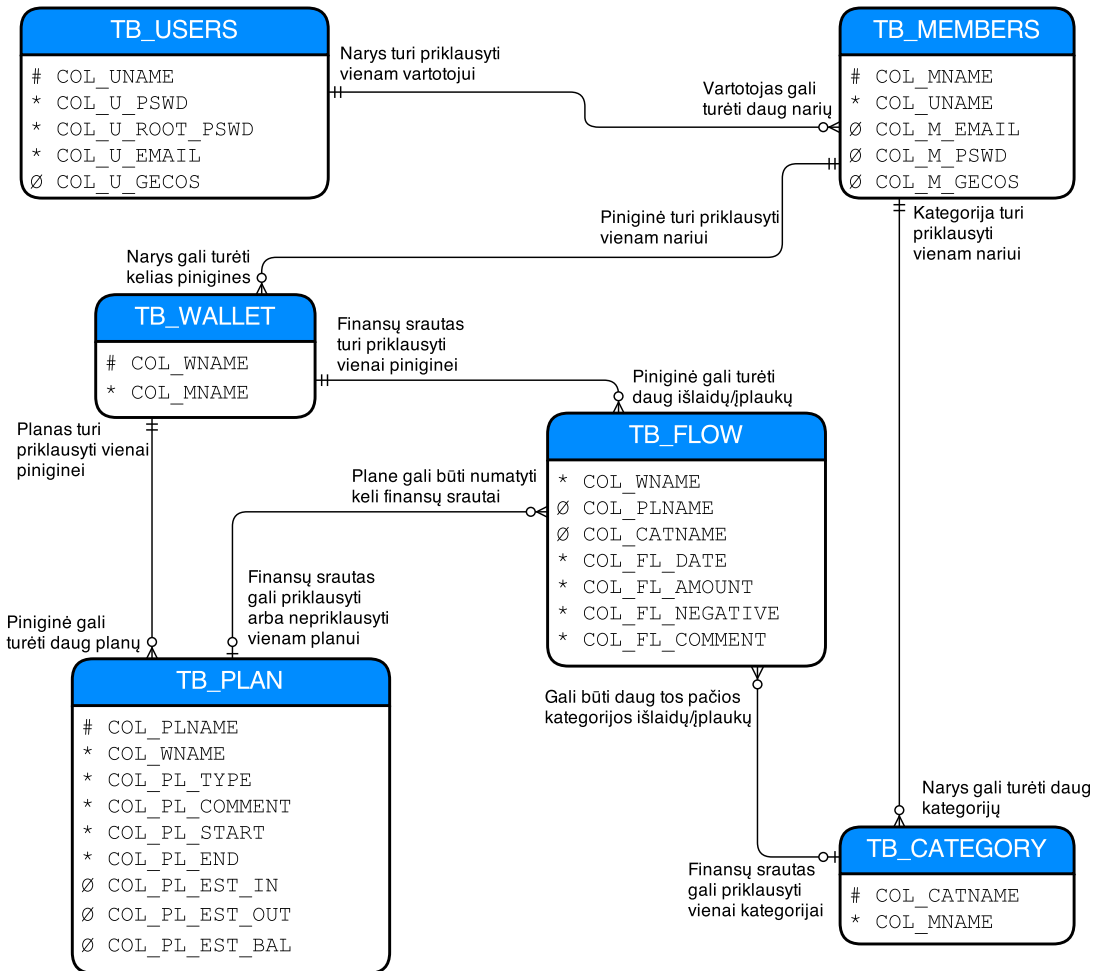 TB_USERS
# COL_UNAME
* COL_U_PSWD
* COL_U_ROOT_PSWD
* COL_U_EMAIL
Ø COL_U_GECOS
Narys turi priklausyti
vienam vartotojui
Vartotojas gali
turėti daug narių
TB_MEMBERS
# COL_MNAME
* COL_UNAME
Ø COL_M_EMAIL
Ø COL_M_PSWD
Ø COL_M_GECOS
Piniginė turi priklausyti
vienam nariui
Kategorija turi
priklausyti
vienam nariui
Narys gali turėti
kelias pinigines
TB_WALLET
# COL_WNAME
* COL_MNAME
Finansų srautas
turi priklausyti
vienai piniginei
Piniginė gali turėti
daug išlaidų/įplaukų
Planas turi
priklausyti vienai
piniginei
TB_FLOW
* COL_WNAME
Ø COL_PLNAME
Ø COL_CATNAME
* COL_FL_DATE
* COL_FL_AMOUNT
* COL_FL_NEGATIVE
* COL_FL_COMMENT
Plane gali būti numatyti
keli finansų srautai
Finansų srautas
gali priklausyti
arba nepriklausyti
vienam planui
Piniginė gali
turėti daug planų
TB_PLAN
# COL_PLNAME
* COL_WNAME
* COL_PL_TYPE
* COL_PL_COMMENT
* COL_PL_START
* COL_PL_END
Ø COL_PL_EST_IN
Ø COL_PL_EST_OUT
Ø COL_PL_EST_BAL
Gali būti daug tos pačios
kategorijos išlaidų/įplaukų
Narys gali turėti daug
kategorijų
Finansų srautas
gali priklausyti
vienai kategorijai
TB_CATEGORY
# COL_CATNAME
* COL_MNAME